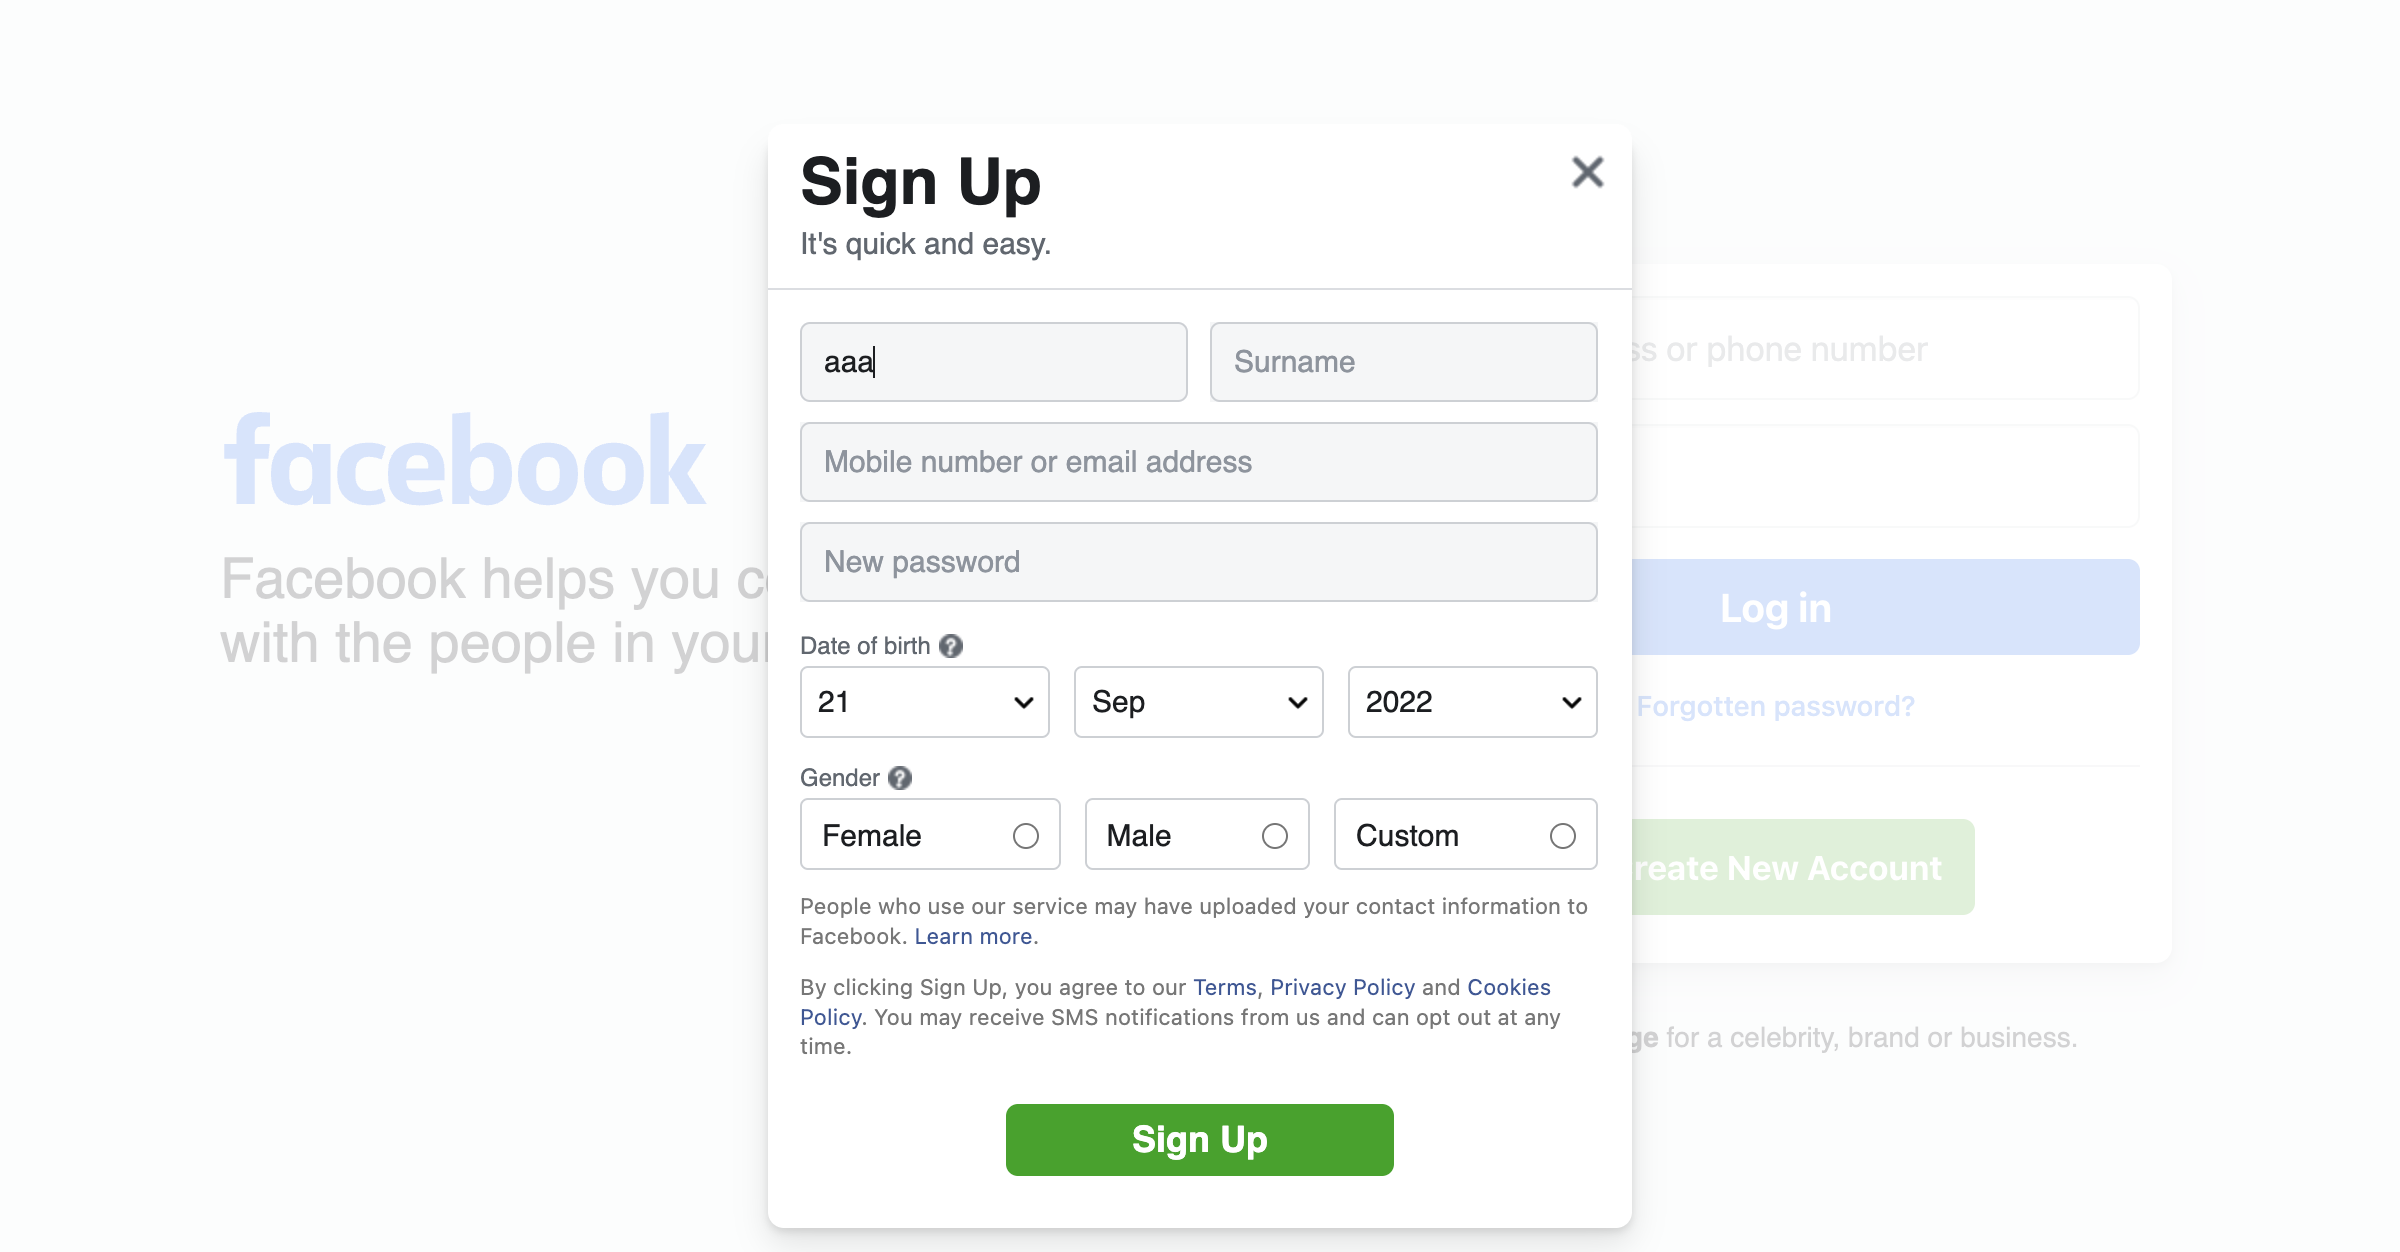 Sign Up
It's quick and easy.
aaa
Surname
Mobile number or email address
New password
Date of birth ?
21
Sep
2022
Gender ?
Female
Male
Custom
People who use our service may have uploaded your contact information to
Facebook. Learn more.
By clicking Sign Up, you agree to our Terms, Privacy Policy and Cookies
Policy. You may receive SMS notifications from us and can opt out at any
time.
Sign Up
facebook
Facebook helps you
with the people in your
or phone number
Log in
Forgotten password?
New Account
for a celebrity, brand or business.